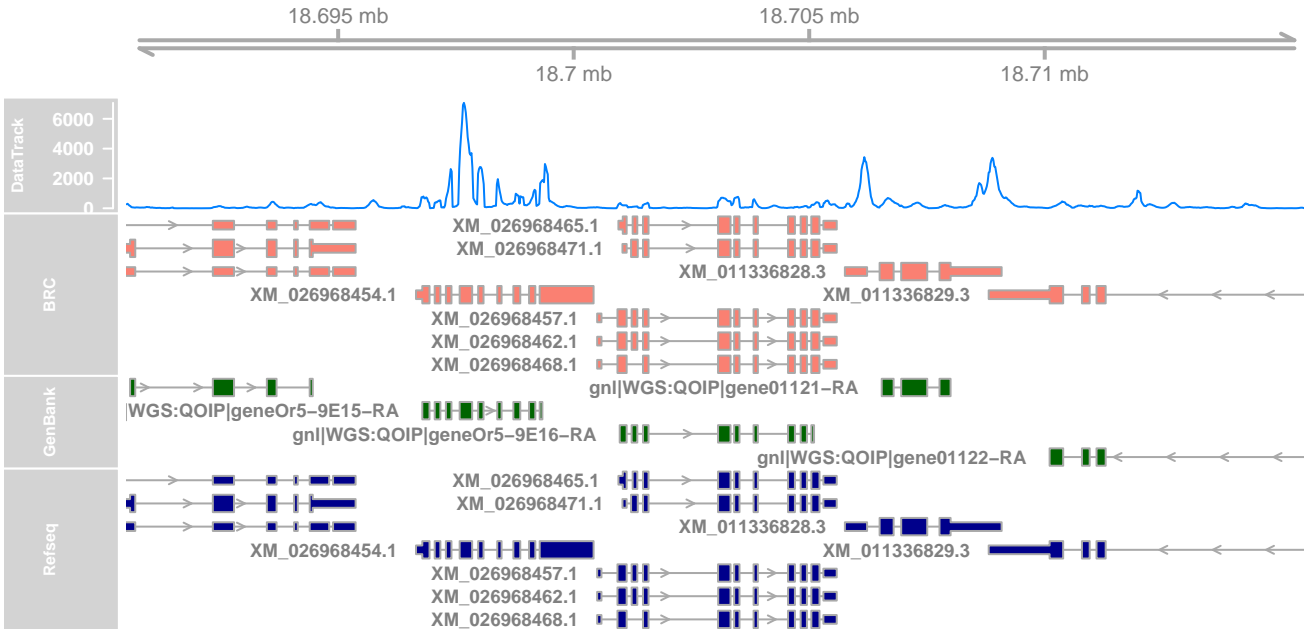 18.695 mb 18.705 mb
18.7 mb 18.71 mb
DataTrack
6000
4000
2000
0
BRC
XM_026968465.1
XM_026968471.1
XM_011336828.3
XM_026968454.1 XM_011336829.3
XM_026968457.1
XM_026968462.1
XM_026968468.1
GenBank
gnl|WGS:QOIP|gene01121-RA
|WGS:QOIP|geneOr5-9E15-RA
gnl|WGS:QOIP|geneOr5-9E16-RA
gnl|WGS:QOIP|gene01122-RA
Refseq
XM_026968465.1
XM_026968471.1
XM_011336828.3
XM_026968454.1 XM_011336829.3
XM_026968457.1
XM_026968462.1
XM_026968468.1